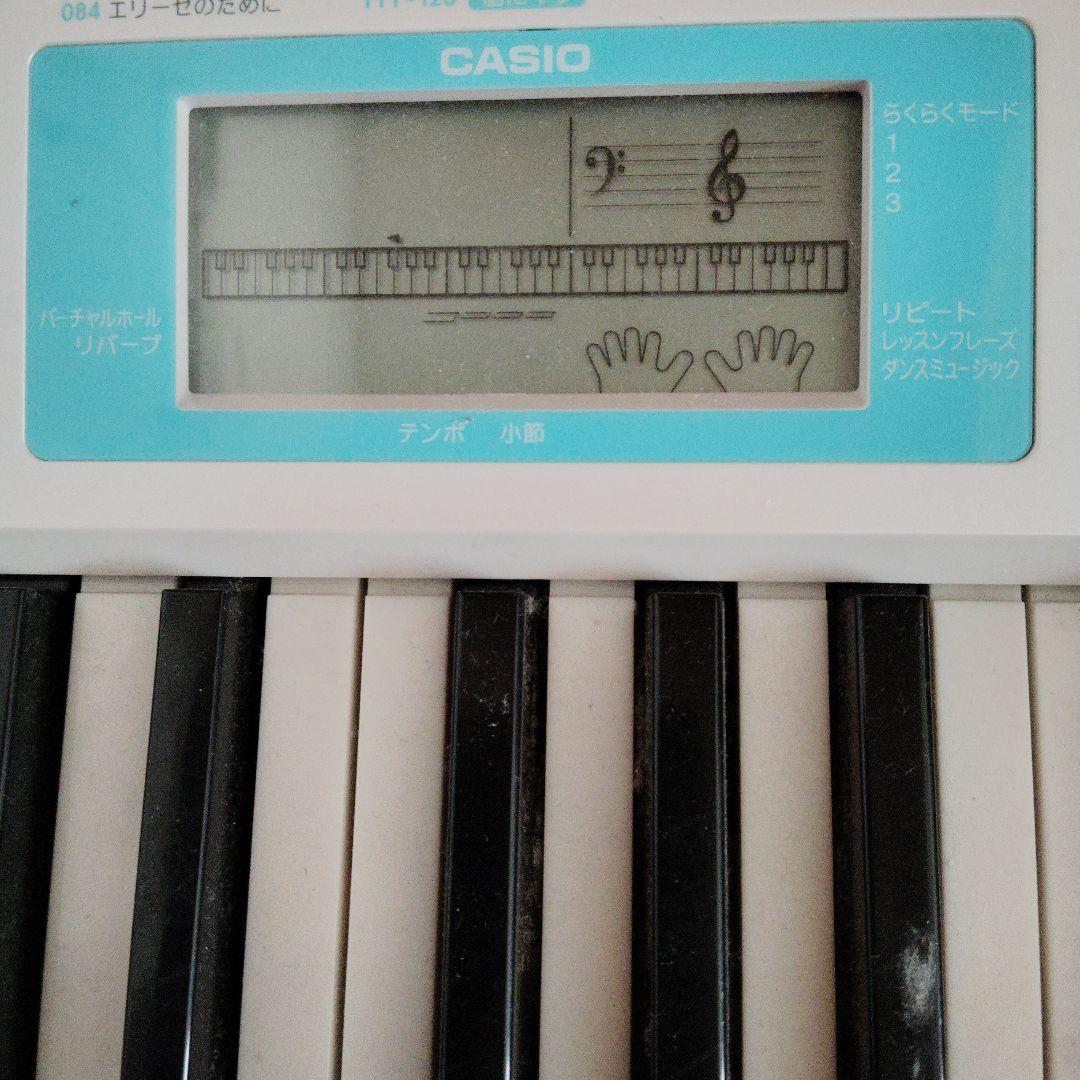 084 エリーゼのために
CASIO
らくらくモード
1
2
3
バーチャルホール
リバーブ
リピート
レッスンフレーズ
ダンスミュージック
テンポ 小節